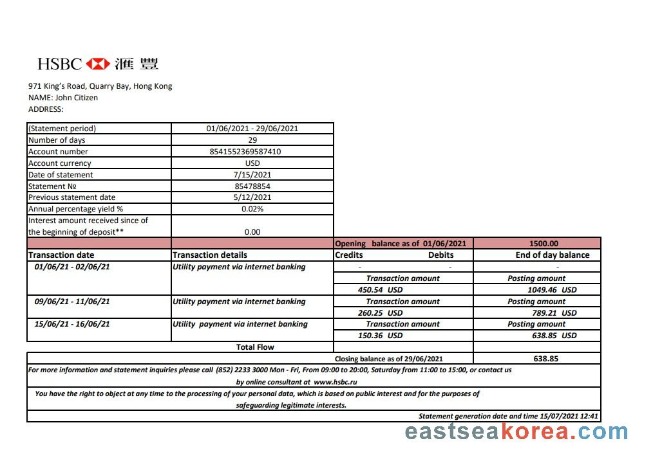 HSBC 滙豐
971 King's Road, Quarry Bay, Hong Kong
NAME: John Citizen
ADDRESS:
(Statement period) 01/06/2021 - 29/06/2021
Number of days 29
Account number 8541552369587410
Account currency USD
Date of statement 7/15/2021
Statement № 85478854
Previous statement date 5/12/2021
Annual percentage yield % 0.02%
Interest amount received since of
the beginning of deposit** 0.00
Opening balance as of 01/06/2021 1500.00
Transaction date Transaction details Credits Debits End of day balance
01/06/21 - 02/06/21 Utility payment via internet banking - - -
Transaction amount Posting amount
450.54 USD 1049.46 USD
09/06/21 - 11/06/21 Utility payment via internet banking Transaction amount Posting amount
260.25 USD 789.21 USD
15/06/21 - 16/06/21 Utility payment via internet banking Transaction amount Posting amount
150.36 USD 638.85 USD
Total Flow
Closing balance as of 29/06/2021 638.85
For more information and statement inquiries please call (852) 2233 3000 Mon - Fri, From 09:00 to 20:00, Saturday from 11:00 to 15:00, or contact us
by online consultant at www.hsbc.ru
You have the right to object at any time to the processing of your personal data, which is based on public interest and for the purposes of
safeguarding legitimate interests.
Statement generation date and time 15/07/2021 12:41
eastseakorea.com